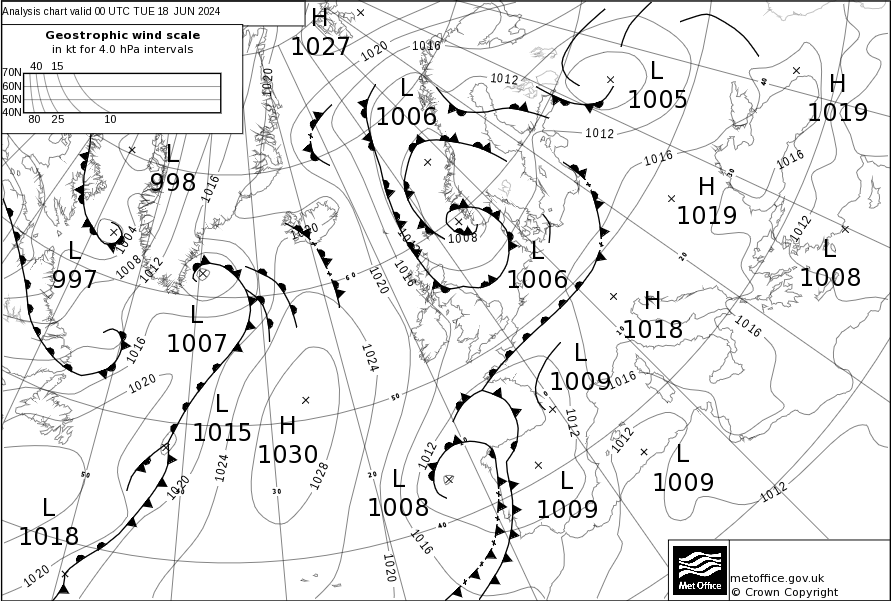 Analysis chart valid 00 UTC TUE 18 JUN 2024
Geostrophic wind scale
in kt for 4.0 hPa intervals
40 15
70N
60N
50N
40N
80 25 10
H
1027
1020
1016
1020
L
1006
1012
L
1005
40
H
1019
1012
1016
1016
L
998
1016
30
H
1019
1012
1004
1020
1008
L
997
1008
1012
L
1006
L
1008
20
60
1020
1016
H
1018
10
L
1007
1016
1016
1024
L
1009
1016
1020
50
0
L
1015
H
1030
1012
1012
1012
L
1009
50
1024
1028
20
L
1008
L
1009
1012
1020
40
30
L
1018
40
1016
1020
1020
metoffice.gov.uk
© Crown Copyright
Met Office